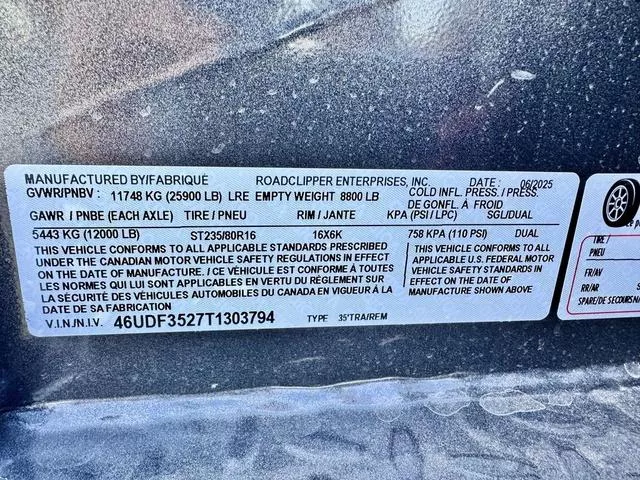 MANUFACTURED BY/FABRIQUÉ ROADCLIPPER ENTERPRISES, INC. DATE : 06/2025
GVWR/PNBV : 11748 KG (25900 LB) LRE EMPTY WEIGHT 8800 LB COLD INFL. PRESS./PRESS. DE GONFL. À FROID
GAWR / PNBE (EACH AXLE) TIRE / PNEU RIM / JANTE KPA (PSI / LPC) SGL/DUAL
5443 KG (12000 LB) ST235/80R16 16X6K 758 KPA (110 PSI) DUAL
THIS VEHICLE CONFORMS TO ALL APPLICABLE STANDARDS PRESCRIBED
UNDER THE CANADIAN MOTOR VEHICLE SAFETY REGULATIONS IN EFFECT
ON THE DATE OF MANUFACTURE. / CE VÉHICULE EST CONFORME À TOUTES
LES NORMES QUI LUI SONT APPLICABLES EN VERTU DU RÈGLEMENT SUR
LA SÉCURITÉ DES VÉHICULES AUTOMOBILES DU CANADA EN VIGUEUR À LA
DATE DE SA FABRICATION
THIS VEHICLE CONFORMS TO
ALL APPLICABLE STANDARDS
U.S. FEDERAL MOTOR
VEHICLE SAFETY STANDARDS IN
EFFECT ON THE DATE OF
MANUFACTURE SHOWN ABOVE
V.I.N./N.I.V. 46UDF3527T1303794 TYPE 35'TRA/REM
TIRE /
PNEU
FR/AV
RR/AR
SPARE
DE SECOURS